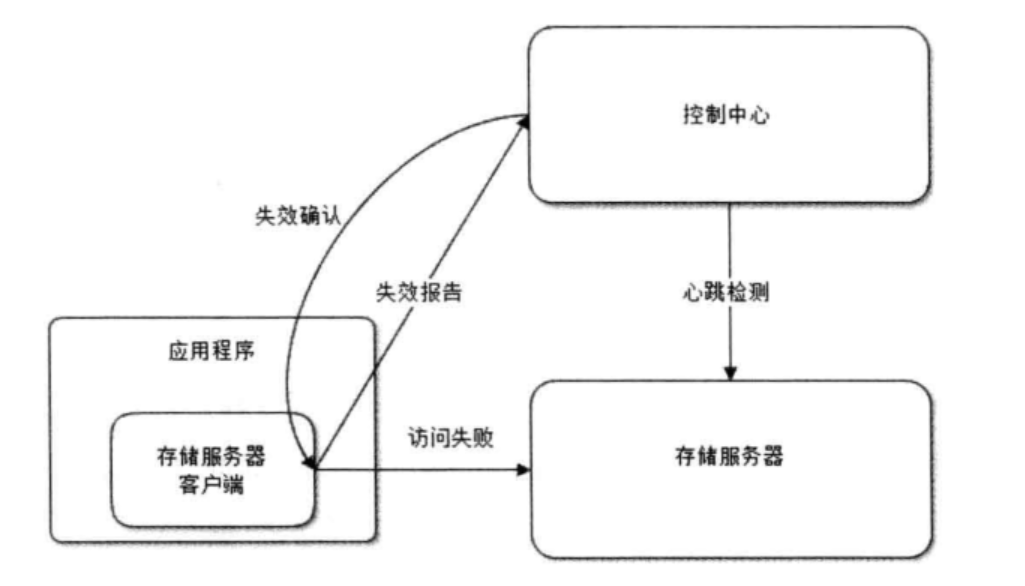 控制中心
失效确认
失效报告
心跳检测
应用程序
访问失败
存储服务器
客户端
存储服务器